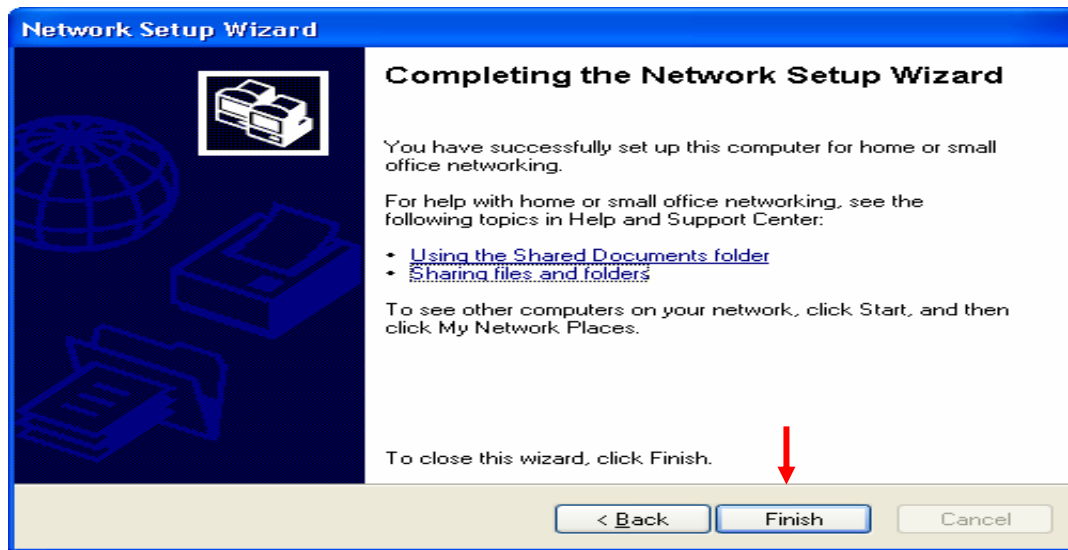 Network Setup Wizard
Completing the Network Setup Wizard
You have successfully set up this computer for home or small
office networking.
For help with home or small office networking, see the
following topics in Help and Support Center:
• Using the Shared Documents folder
• Sharing files and folders
To see other computers on your network, click Start, and then
click My Network Places.
To close this wizard, click Finish.
< Back Finish Cancel